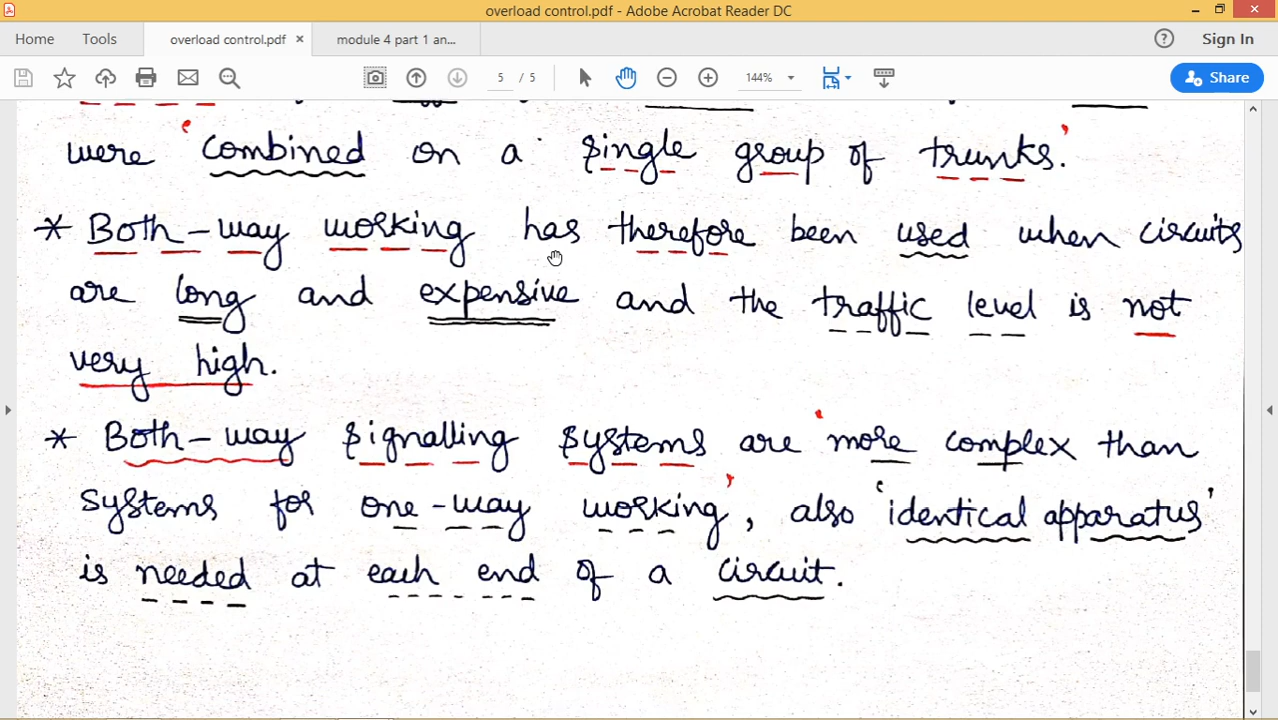 overload control.pdf - Adobe Acrobat Reader DC
Home Tools overload control.pdf × module 4 part 1 an... ? Sign In
5 / 5 144% Share
were 'combined on a single group of trunks.'
* Both-way working has therefore been used when circuits
are long and expensive and the traffic level is not
very high.
* Both-way signalling systems are 'more complex than
systems for one-way working', also 'identical apparatus'
is needed at each end of a circuit.